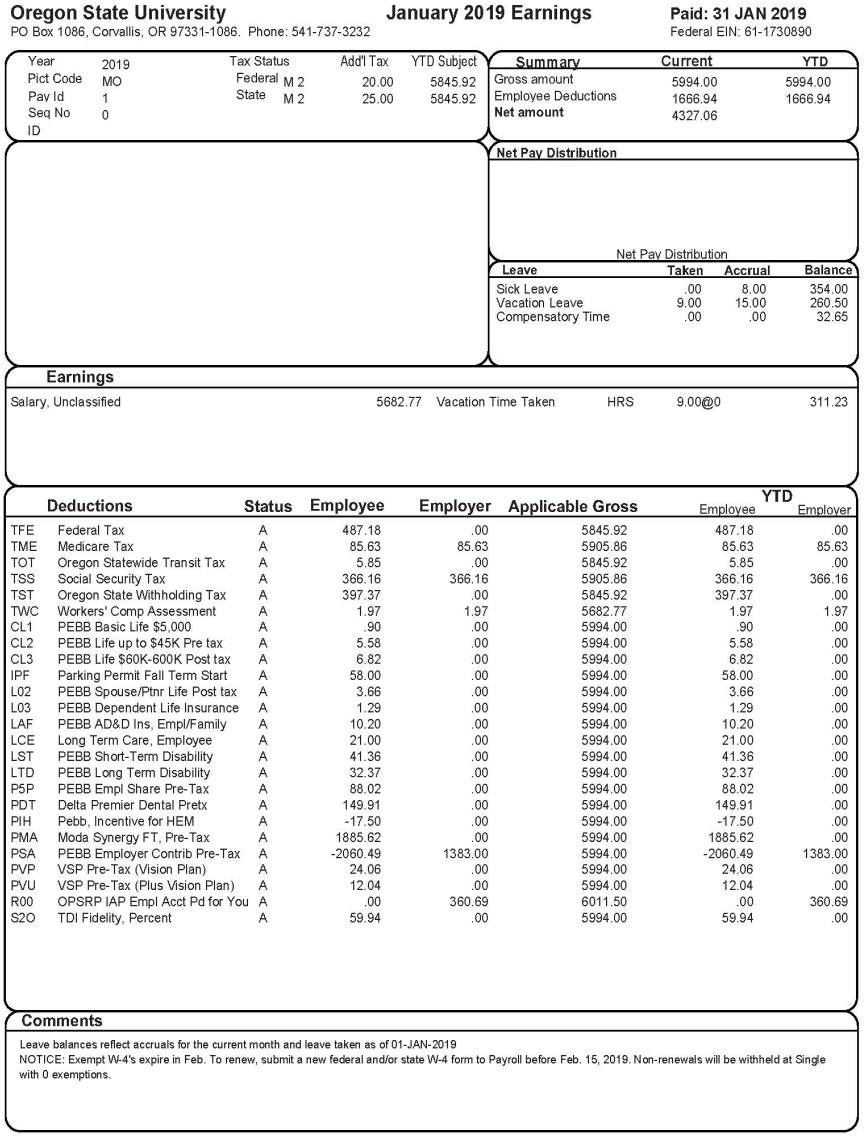 Oregon State University January 2019 Earnings Paid: 31 JAN 2019
PO Box 1086, Corvallis, OR 97331-1086. Phone: 541-737-3232 Federal EIN: 61-1730890
Year 2019 Tax Status Add'l Tax YTD Subject
Pict Code MO Federal M 2 20.00 5845.92
Pay Id 1 State M 2 25.00 5845.92
Seq No 0
ID
Summary Current YTD
Gross amount 5994.00 5994.00
Employee Deductions 1666.94 1666.94
Net amount 4327.06
Net Pay Distribution
Net Pay Distribution
Leave Taken Accrual Balance
Sick Leave .00 8.00 354.00
Vacation Leave 9.00 15.00 260.50
Compensatory Time .00 .00 32.65
Earnings
Salary, Unclassified 5682.77 Vacation Time Taken HRS 9.00@0 311.23
YTD
Deductions Status Employee Employer Applicable Gross Employee Employer
TFE Federal Tax A 487.18 .00 5845.92 487.18 .00
TME Medicare Tax A 85.63 85.63 5905.86 85.63 85.63
TOT Oregon Statewide Transit Tax A 5.85 .00 5845.92 5.85 .00
TSS Social Security Tax A 366.16 366.16 5905.86 366.16 366.16
TST Oregon State Withholding Tax A 397.37 .00 5845.92 397.37 .00
TWC Workers' Comp Assessment A 1.97 1.97 5682.77 1.97 1.97
CL1 PEBB Basic Life $5,000 A .90 .00 5994.00 .90 .00
CL2 PEBB Life up to $45K Pre tax A 5.58 .00 5994.00 5.58 .00
CL3 PEBB Life $60K-600K Post tax A 6.82 .00 5994.00 6.82 .00
IPF Parking Permit Fall Term Start A 58.00 .00 5994.00 58.00 .00
L02 PEBB Spouse/Ptnr Life Post tax A 3.66 .00 5994.00 3.66 .00
L03 PEBB Dependent Life Insurance A 1.29 .00 5994.00 1.29 .00
LAF PEBB AD&D Ins, Empl/Family A 10.20 .00 5994.00 10.20 .00
LCE Long Term Care, Employee A 21.00 .00 5994.00 21.00 .00
LST PEBB Short-Term Disability A 41.36 .00 5994.00 41.36 .00
LTD PEBB Long Term Disability A 32.37 .00 5994.00 32.37 .00
P5P PEBB Empl Share Pre-Tax A 88.02 .00 5994.00 88.02 .00
PDT Delta Premier Dental Pretx A 149.91 .00 5994.00 149.91 .00
PIH Pebb, Incentive for HEM A -17.50 .00 5994.00 -17.50 .00
PMA Moda Synergy FT, Pre-Tax A 1885.62 .00 5994.00 1885.62 .00
PSA PEBB Employer Contrib Pre-Tax A -2060.49 1383.00 5994.00 -2060.49 1383.00
PVP VSP Pre-Tax (Vision Plan) A 24.06 .00 5994.00 24.06 .00
PVU VSP Pre-Tax (Plus Vision Plan) A 12.04 .00 5994.00 12.04 .00
R00 OPSRP IAP Empl Acct Pd for You A .00 360.69 6011.50 .00 360.69
S2O TDI Fidelity, Percent A 59.94 .00 5994.00 59.94 .00
Comments
Leave balances reflect accruals for the current month and leave taken as of 01-JAN-2019
NOTICE: Exempt W-4's expire in Feb. To renew, submit a new federal and/or state W-4 form to Payroll before Feb. 15, 2019. Non-renewals will be withheld at Single
with 0 exemptions.